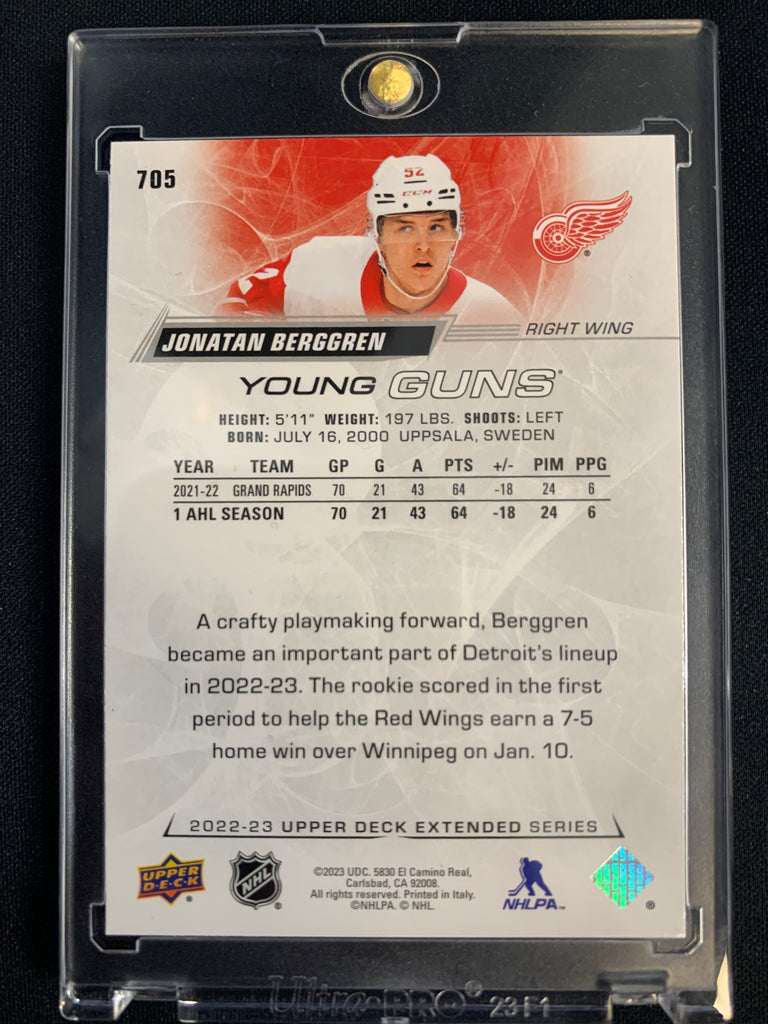 705
52
CCM
52
JONATAN BERGGREN
RIGHT WING
YOUNG GUNS®
HEIGHT: 5'11" WEIGHT: 197 LBS. SHOOTS: LEFT
BORN: JULY 16, 2000 UPPSALA, SWEDEN
YEAR TEAM GP G A PTS +/- PIM PPG
2021-22 GRAND RAPIDS 70 21 43 64 -18 24 6
1 AHL SEASON 70 21 43 64 -18 24 6
A crafty playmaking forward, Berggren
became an important part of Detroit's lineup
in 2022-23. The rookie scored in the first
period to help the Red Wings earn a 7-5
home win over Winnipeg on Jan. 10.
2022-23 UPPER DECK EXTENDED SERIES
UPPER
D·E·C·K
NHL
©2023 UDC. 5830 El Camino Real,
Carlsbad, CA 92008.
All rights reserved. Printed in Italy.
©NHLPA. © NHL.
NHLPA™
Ultra·PRO® 23F1